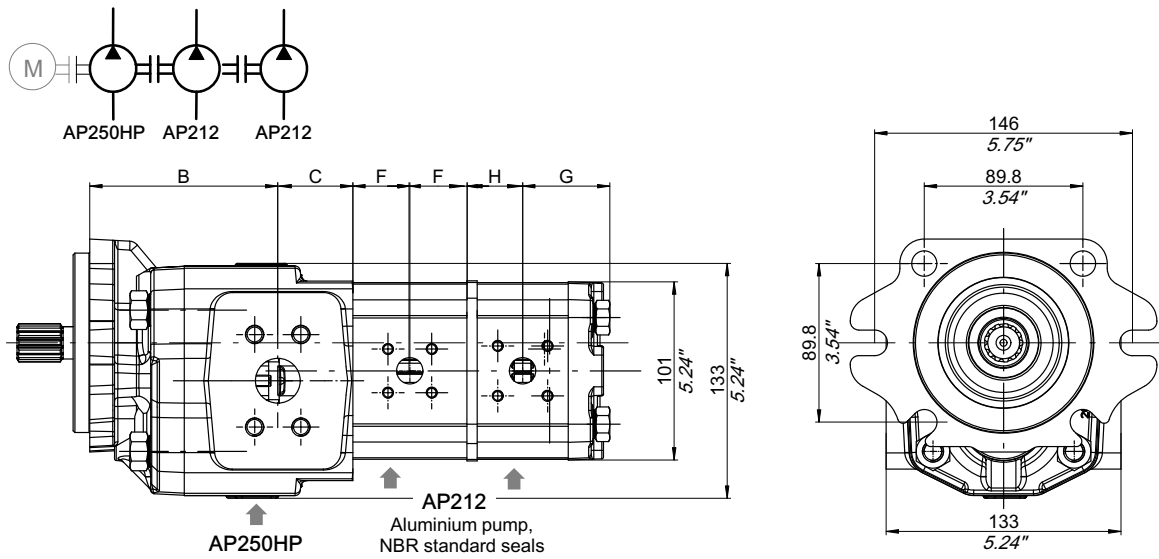 M
AP250HP AP212 AP212
B C F F H G
101
5.24"
133
5.24"
AP212
Aluminium pump,
NBR standard seals
AP250HP
146
5.75"
89.8
3.54"
89.8
3.54"
133
5.24"